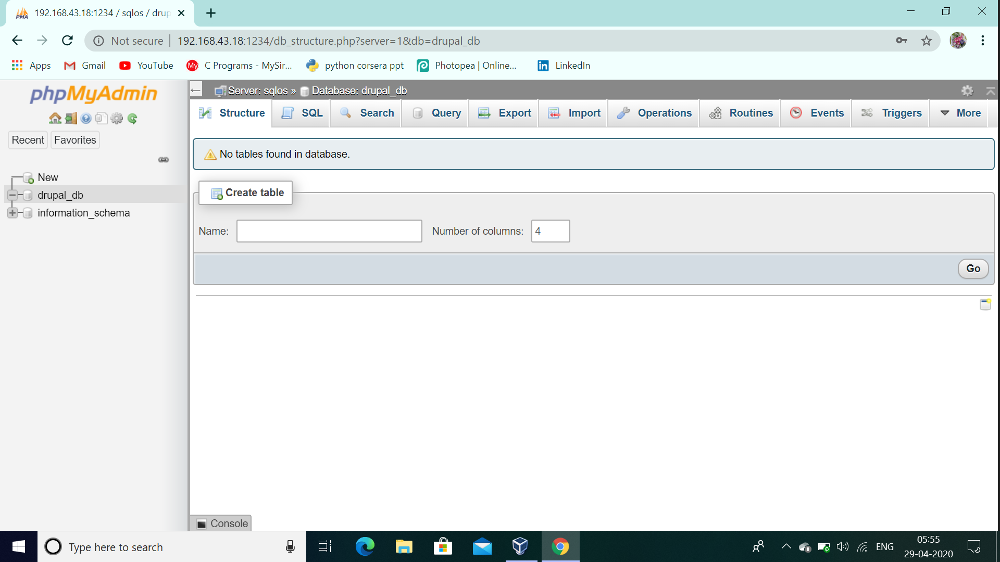 192.168.43.18:1234 / sqlos / drup
Not secure 192.168.43.18:1234/db_structure.php?server=1&db=drupal_db
Apps Gmail YouTube My C Programs - MySir... python corsera ppt Photopea | Online... LinkedIn
phpMyAdmin
Server: sqlos » Database: drupal_db
Structure SQL Search Query Export Import Operations Routines Events Triggers More
Recent Favorites
No tables found in database.
New
drupal_db
information_schema
Create table
Name: Number of columns: 4
Go
Console
Type here to search
ENG
05:55
29-04-2020